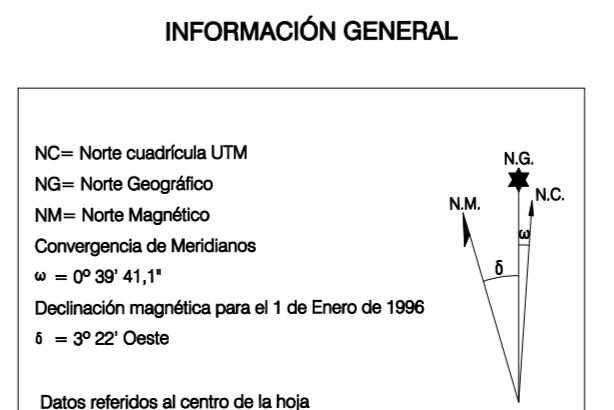 INFORMACIÓN GENERAL
NC= Norte cuadrícula UTM
NG= Norte Geográfico
NM= Norte Magnético
Convergencia de Meridianos
ω = 0º 39' 41,1"
Declinación magnética para el 1 de Enero de 1996
δ = 3º 22' Oeste
Datos referidos al centro de la hoja
N.G.
N.M.
N.C.
ω
δ